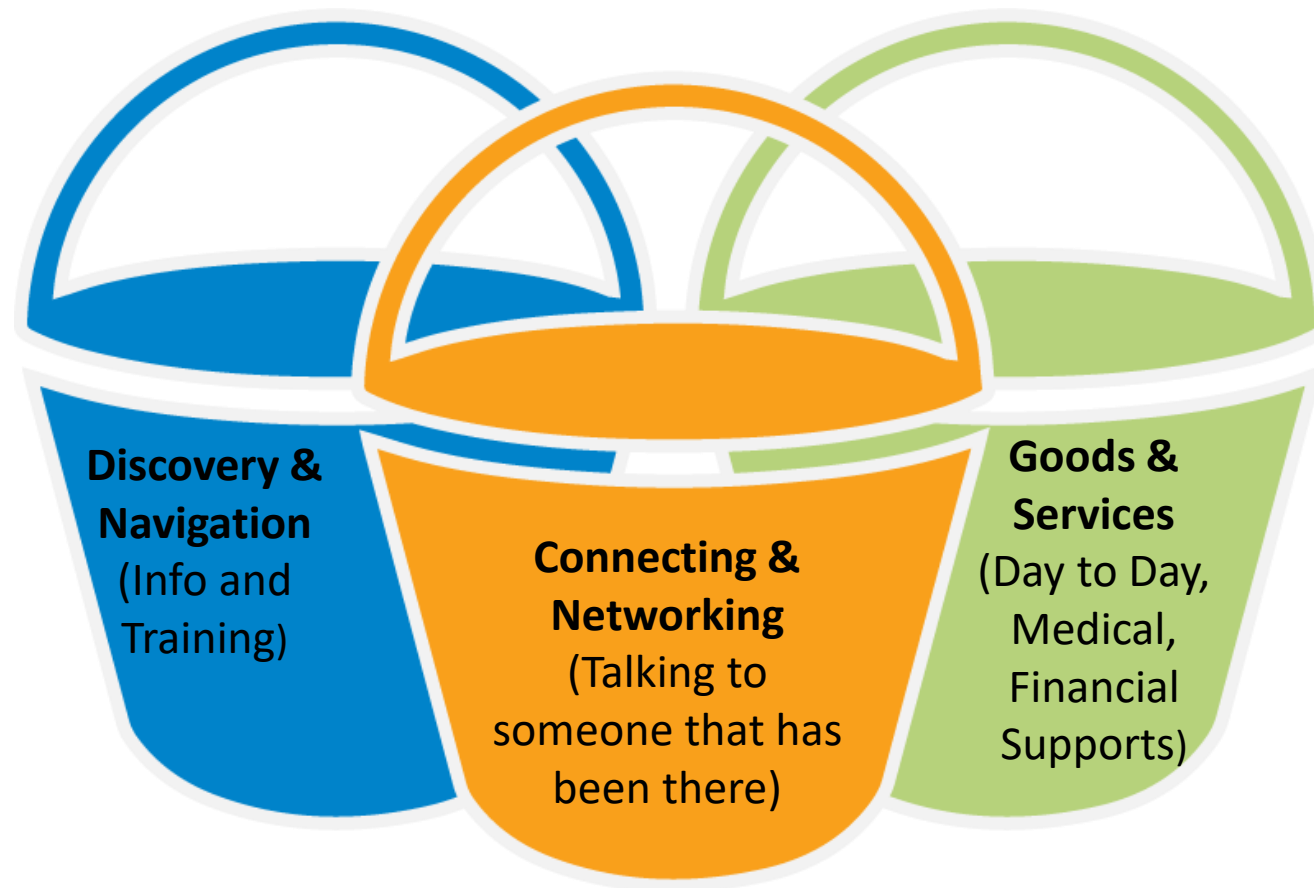 Discovery &
Navigation
(Info and
Training)
Connecting &
Networking
(Talking to
someone that has
been there)
Goods &
Services
(Day to Day,
Medical,
Financial
Supports)